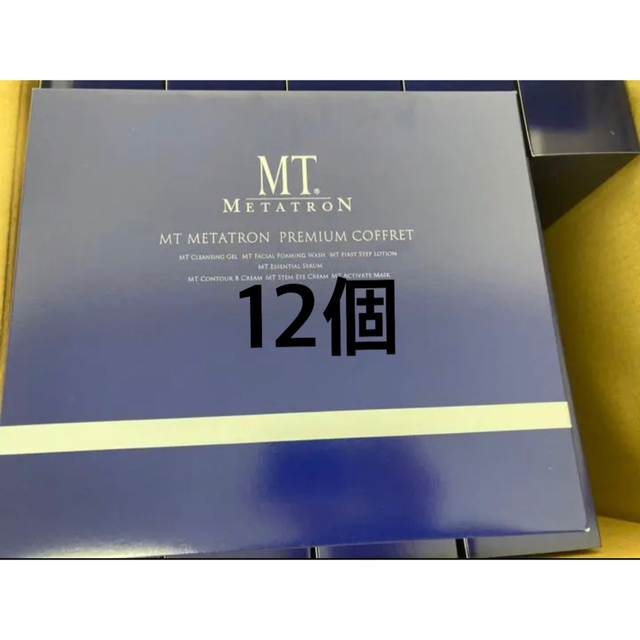 MT®
METATRON
MT METATRON PREMIUM COFFRET
MT CLEANSING GEL MT FACIAL FOAMING WASH MT FIRST STEP LOTION
MT ESSENTIAL SERUM
MT CONTOUR B CREAM MT STEM EYE CREAM MT ACTIVATE MASK
12個